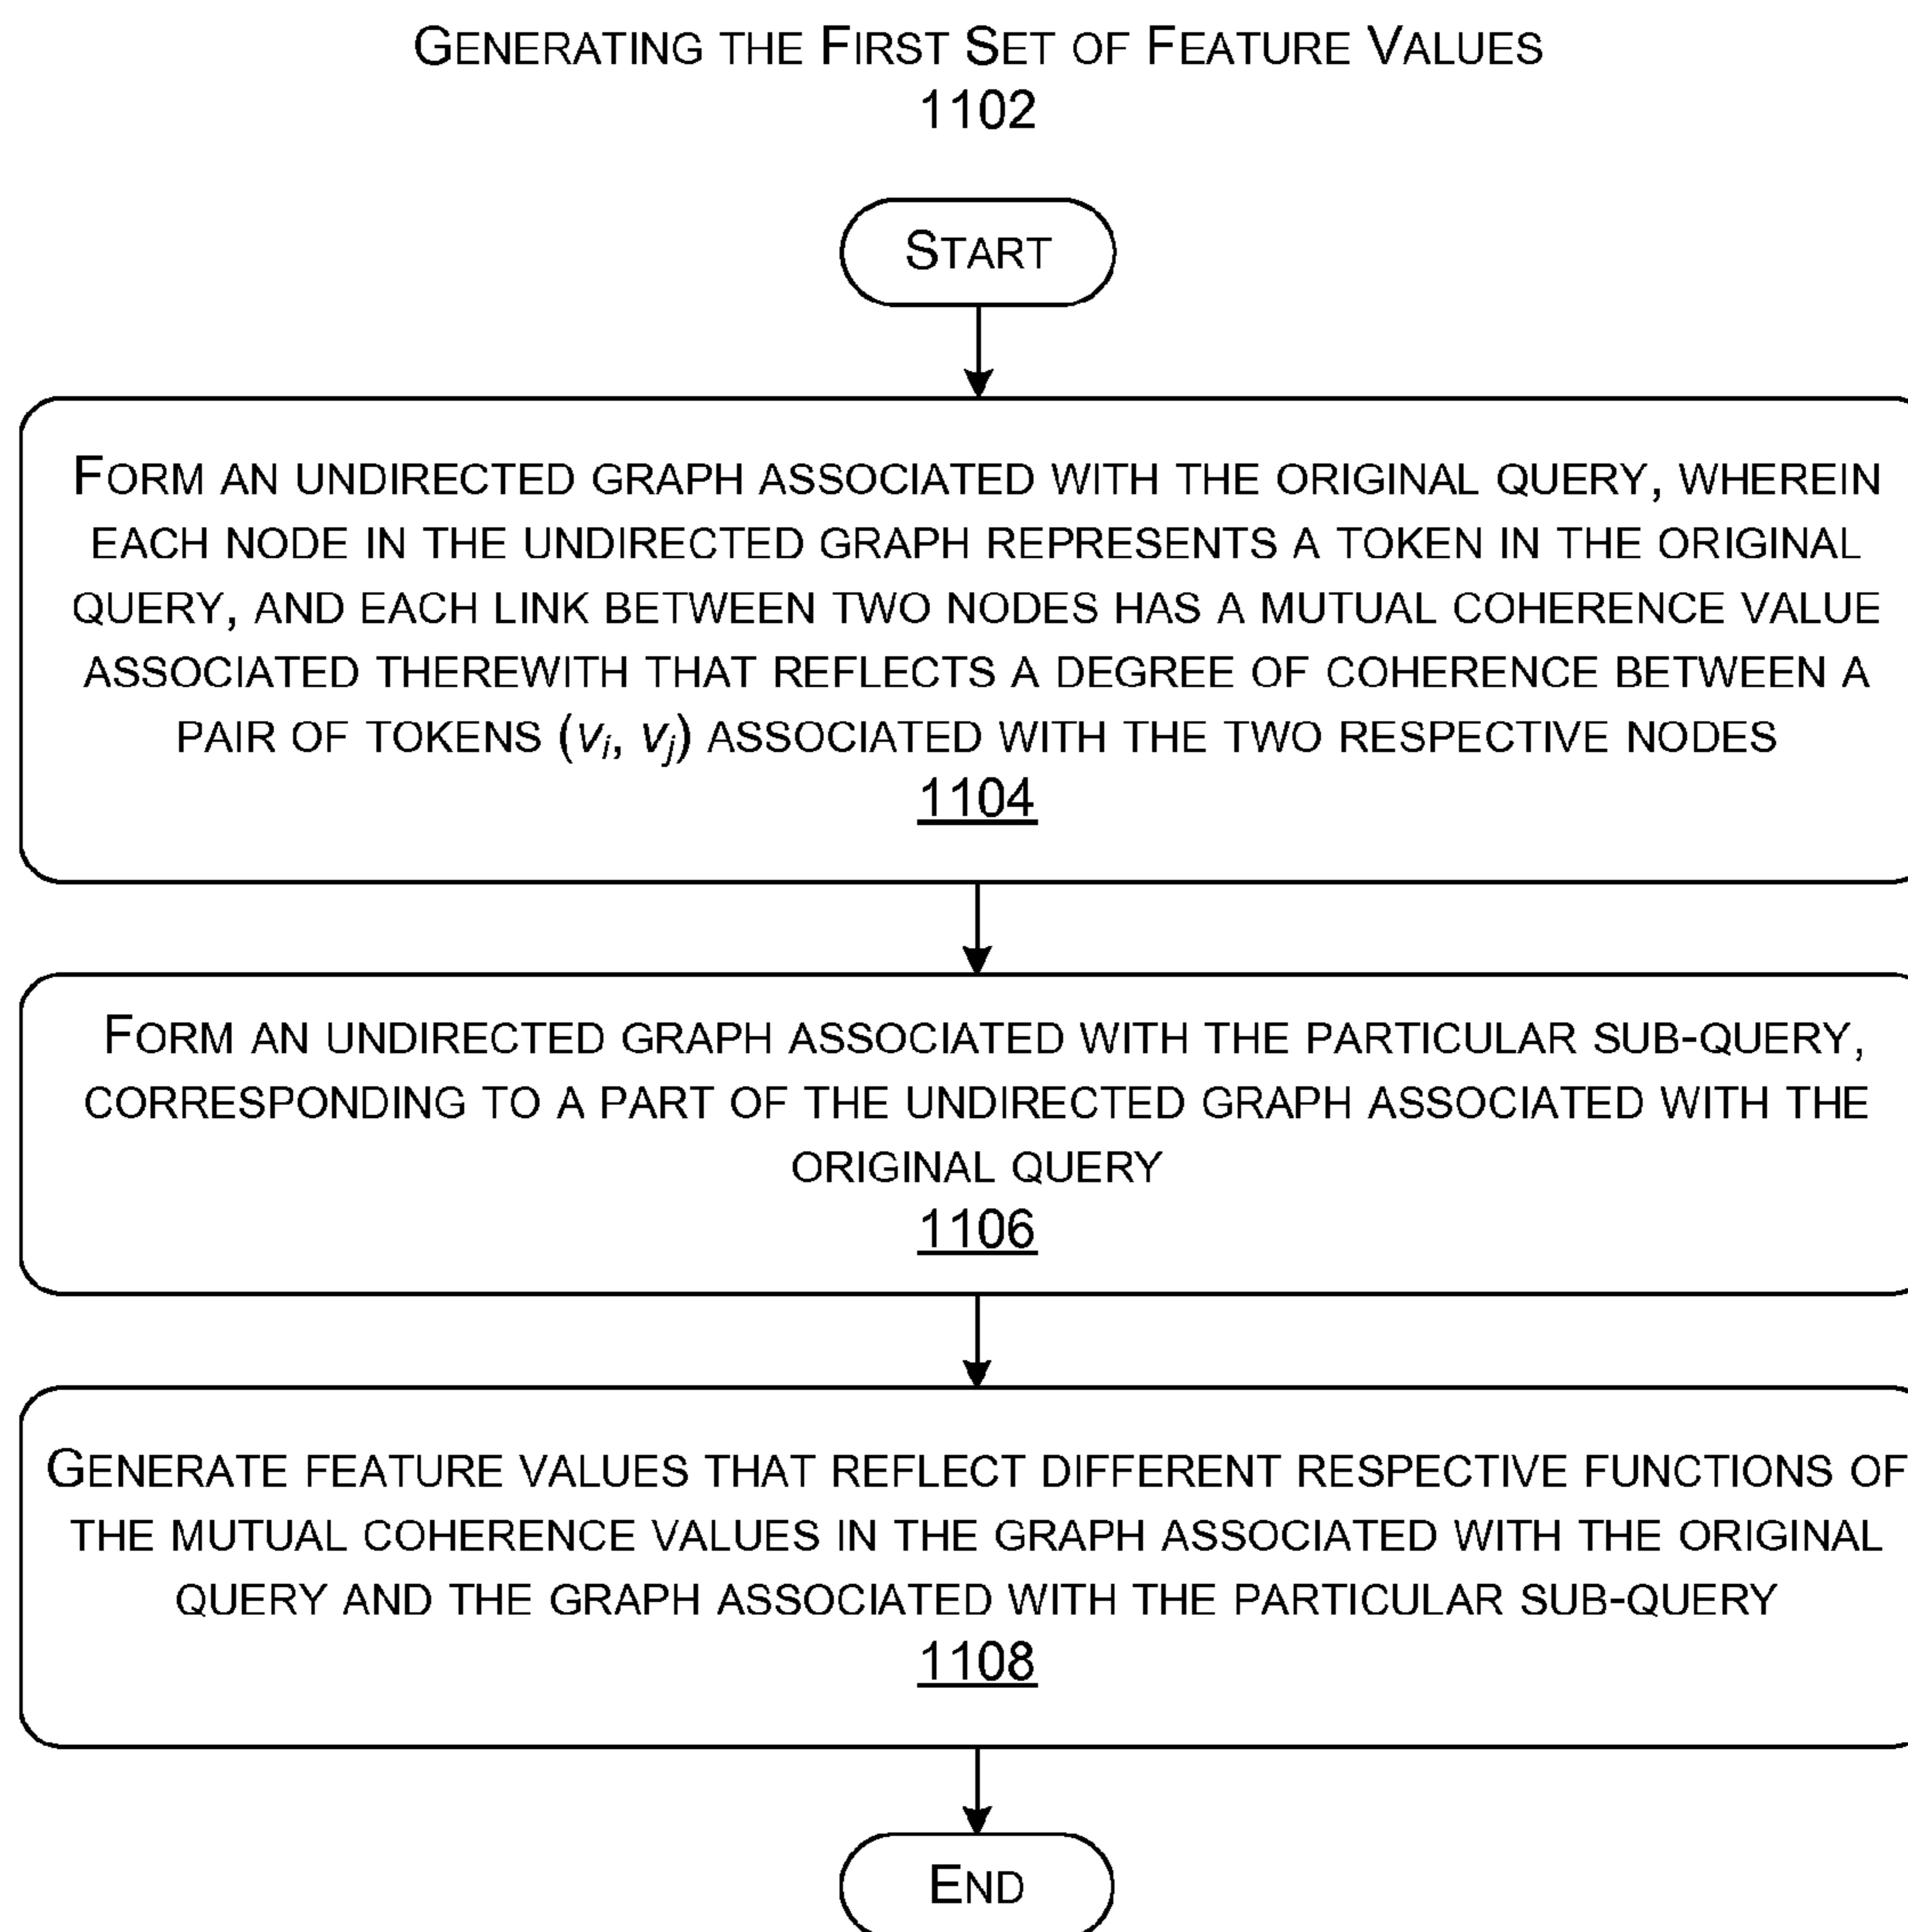 GENERATING THE FIRST SET OF FEATURE VALUES
1102
START
FORM AN UNDIRECTED GRAPH ASSOCIATED WITH THE ORIGINAL QUERY, WHEREIN
EACH NODE IN THE UNDIRECTED GRAPH REPRESENTS A TOKEN IN THE ORIGINAL
QUERY, AND EACH LINK BETWEEN TWO NODES HAS A MUTUAL COHERENCE VALUE
ASSOCIATED THEREWITH THAT REFLECTS A DEGREE OF COHERENCE BETWEEN A
PAIR OF TOKENS (vi, vj) ASSOCIATED WITH THE TWO RESPECTIVE NODES
1104
FORM AN UNDIRECTED GRAPH ASSOCIATED WITH THE PARTICULAR SUB-QUERY,
CORRESPONDING TO A PART OF THE UNDIRECTED GRAPH ASSOCIATED WITH THE
ORIGINAL QUERY
1106
GENERATE FEATURE VALUES THAT REFLECT DIFFERENT RESPECTIVE FUNCTIONS OF
THE MUTUAL COHERENCE VALUES IN THE GRAPH ASSOCIATED WITH THE ORIGINAL
QUERY AND THE GRAPH ASSOCIATED WITH THE PARTICULAR SUB-QUERY
1108
END